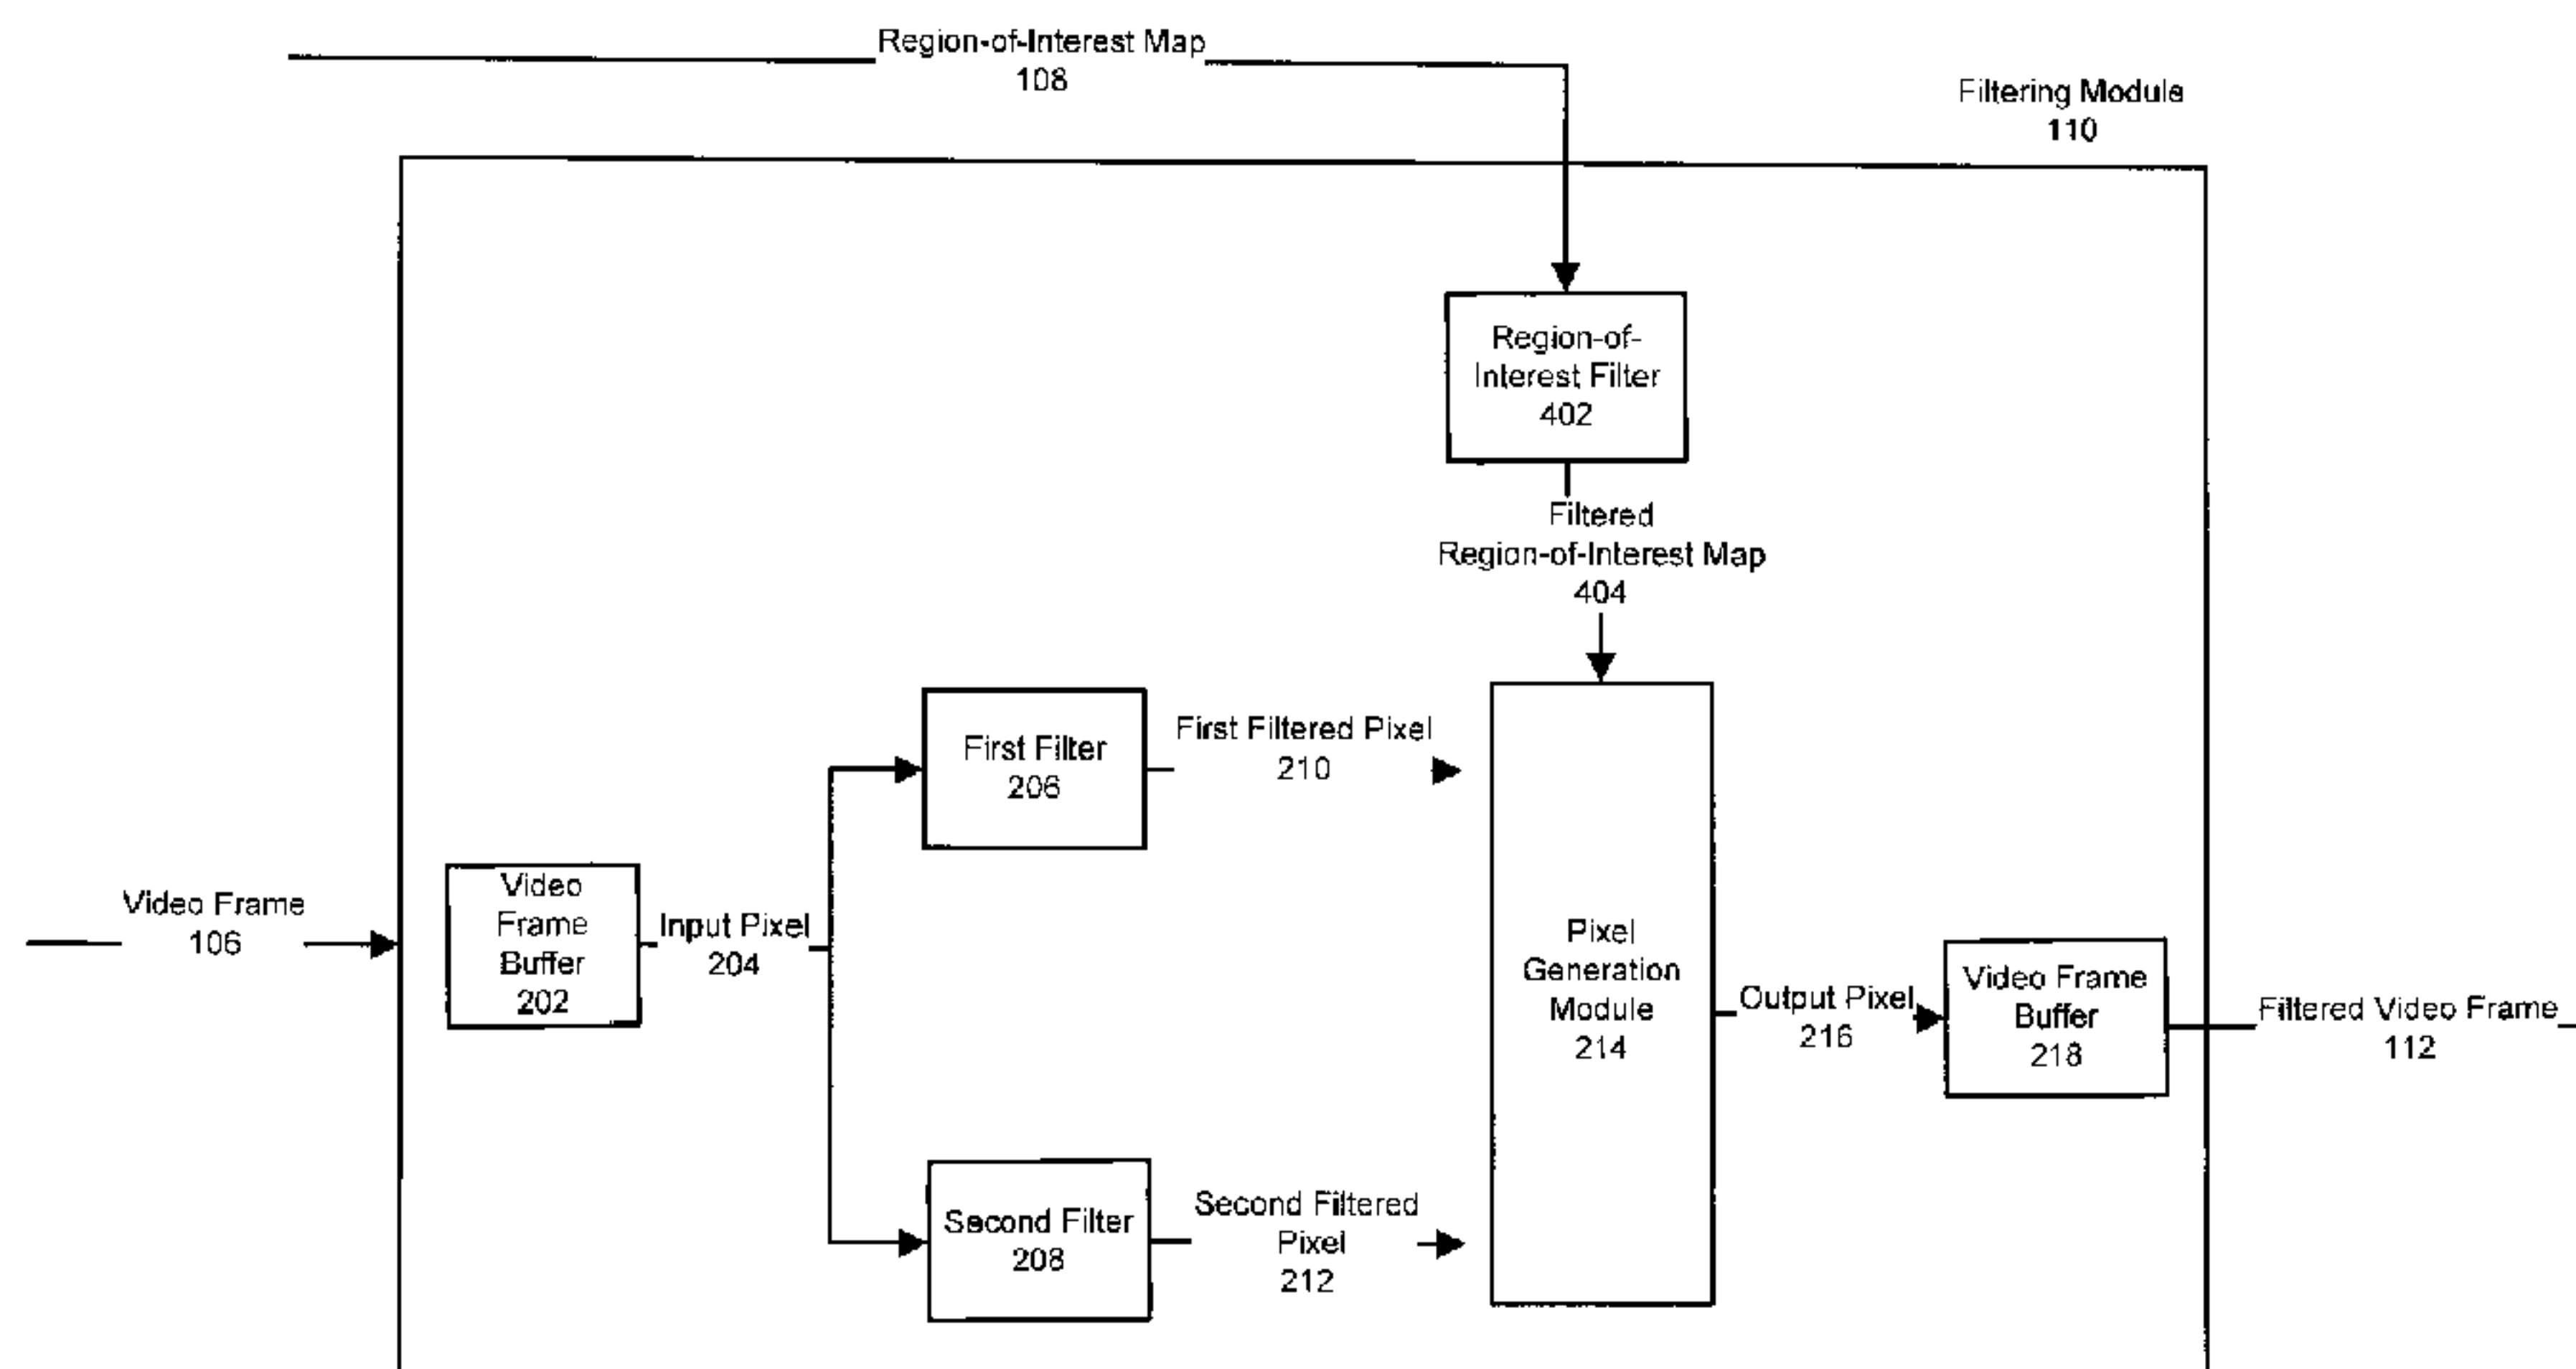 Region-of-Interest Map
108
Filtering Module
110
Region-of-
Interest Filter
402
Filtered
Region-of-Interest Map
404
First Filter
206
First Filtered Pixel
210
Video Frame
106
Video
Frame
Buffer
202
Input Pixel
204
Pixel
Generation
Module
214
Output Pixel
216
Video Frame
Buffer
218
Filtered Video Frame
112
Second Filter
208
Second Filtered
Pixel
212